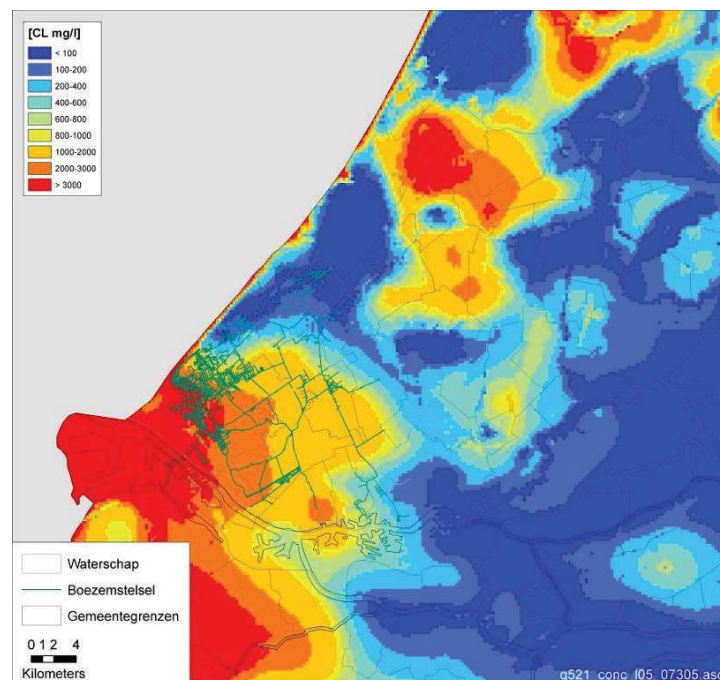 [CL mg/l]
< 100
100-200
200-400
400-600
600-800
800-1000
1000-2000
2000-3000
> 3000
Waterschap
Boezemstelsel
Gemeentegrenzen
0 1 2 4
Kilometers
g521_conc_l05_07305.asc